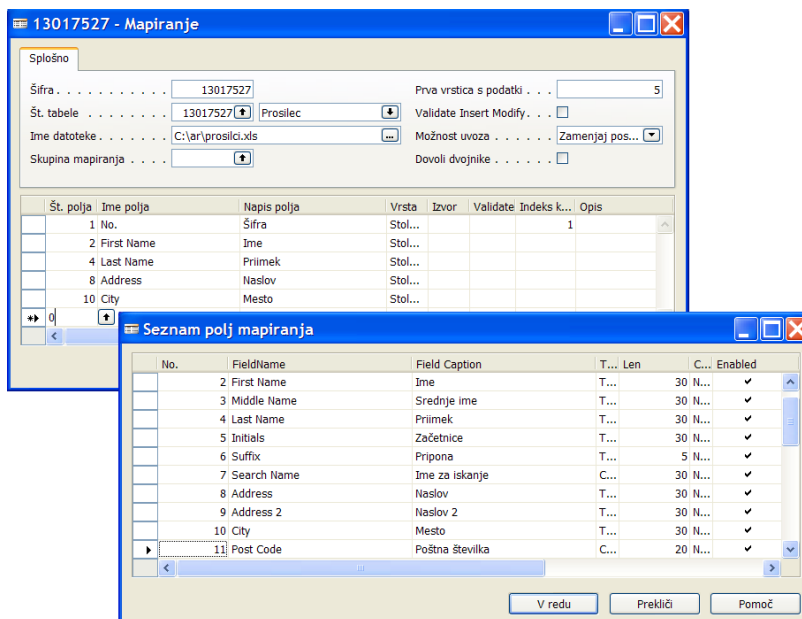 13017527 - Mapiranje
Splošno
Šifra . . . . . . . . . . . 13017527 Prva vrstica s podatki . . . 5
Št. tabele . . . . . . . . 13017527 Prosilec Validate Insert Modify. . .
Ime datoteke . . . . . . . C:\ar\prosilci.xls ... Možnost uvoza . . . . . . Zamenjaj pos...
Skupina mapiranja . . . . Dovoli dvojnike . . . . . .
Št. polja Ime polja Napis polja Vrsta Izvor Validate Indeks k... Opis
1 No. Šifra Stol... 1
2 First Name Ime Stol...
4 Last Name Priimek Stol...
8 Address Naslov Stol...
10 City Mesto Stol...
0
Seznam polj mapiranja
No. FieldName Field Caption T... Len C... Enabled
2 First Name Ime T... 30 N... ✔
3 Middle Name Srednje ime T... 30 N... ✔
4 Last Name Priimek T... 30 N... ✔
5 Initials Začetnice T... 30 N... ✔
6 Suffix Pripona T... 5 N... ✔
7 Search Name Ime za iskanje C... 30 N... ✔
8 Address Naslov T... 30 N... ✔
9 Address 2 Naslov 2 T... 30 N... ✔
10 City Mesto T... 30 N... ✔
11 Post Code Poštna številka C... 20 N... ✔
V redu Prekliči Pomoč